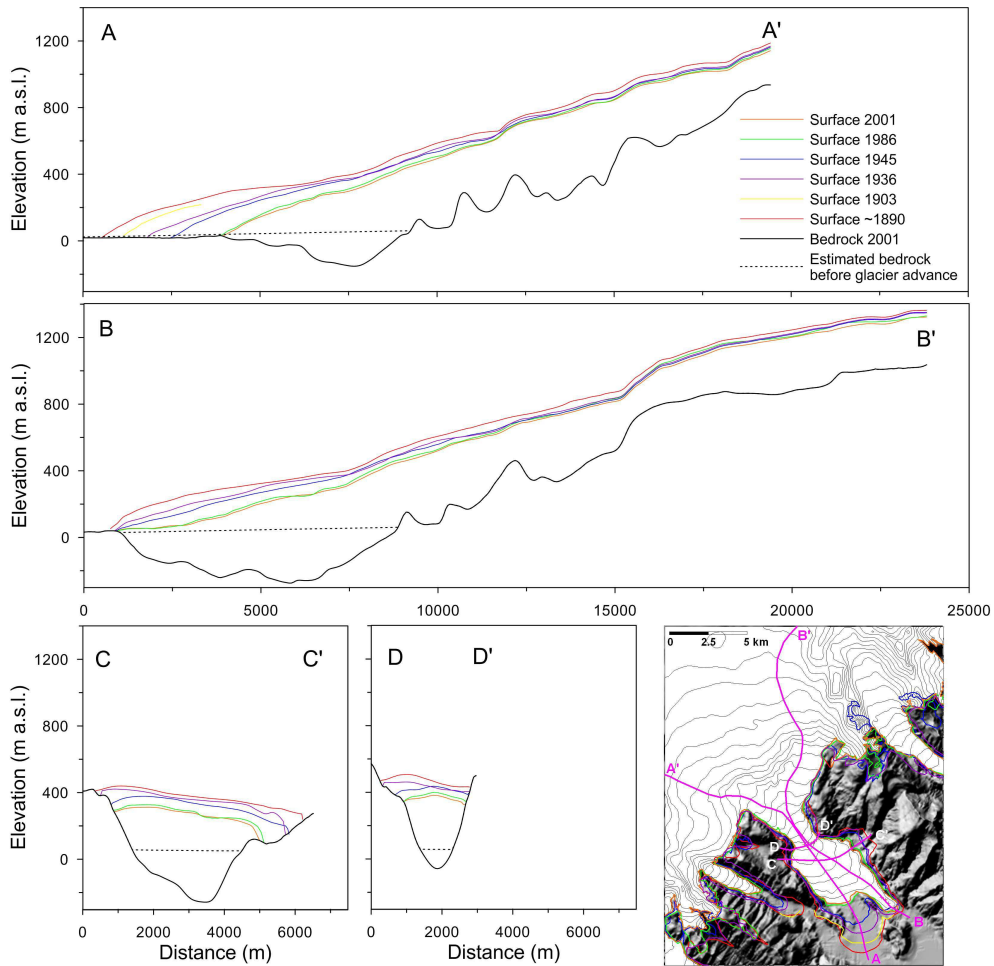 A
A'
1200
800
400
0
Elevation (m a.s.l.)
Surface 2001
Surface 1986
Surface 1945
Surface 1936
Surface 1903
Surface ~1890
Bedrock 2001
Estimated bedrock
before glacier advance
B
B'
1200
800
400
0
Elevation (m a.s.l.)
0
5000
10000
15000
20000
25000
C
C'
1200
800
400
0
-400
Elevation (m a.s.l.)
0
2000
4000
6000
Distance (m)
D
D'
0
2000
4000
6000
Distance (m)
0
2.5
5 km
B'
A'
D'
D
C'
C
B
A